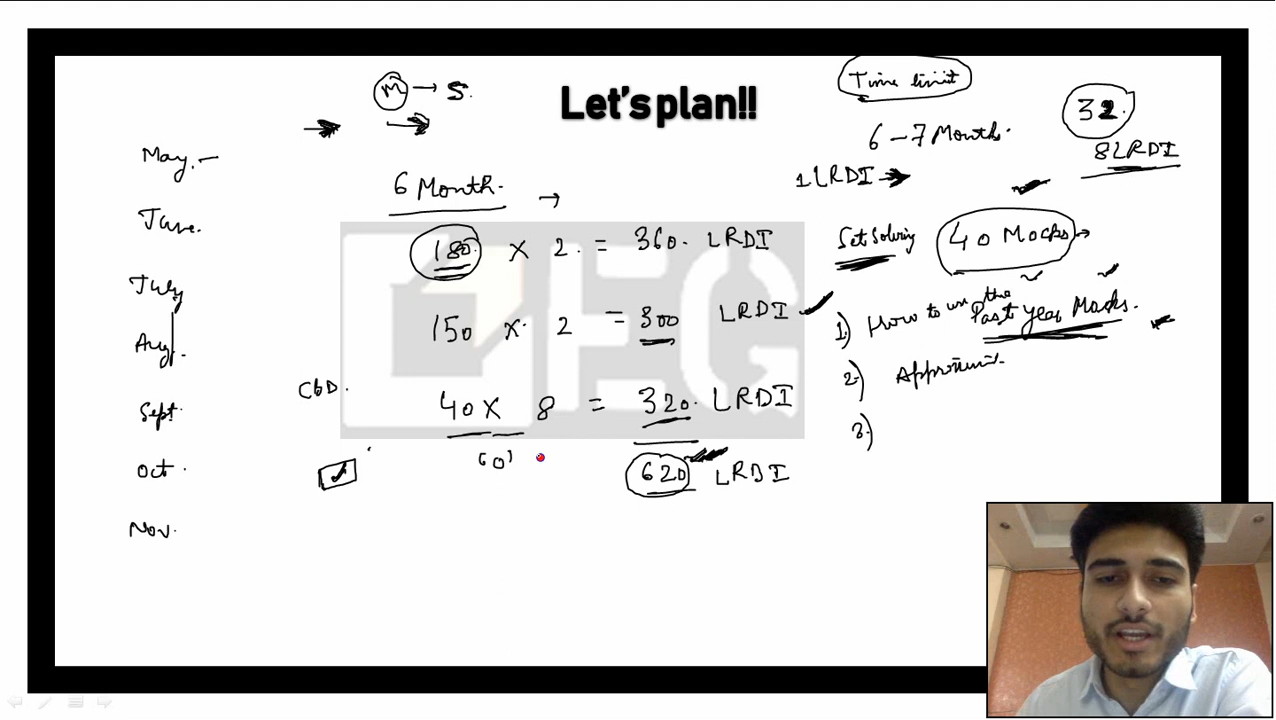 Let's plan!!
M → S.
Time limit
6 – 7 Months.
32.
8 LRDI
1 LRDI →
May. –
June.
July
Aug.
Sept.
Oct.
Nov.
6 Month. →
180 × 2 = 360. LRDI
150 × 2 = 300 LRDI
40 × 8 = 320. LRDI
60'
620 LRDI
Set Solving
40 Mocks
1) How to use the Past year Mocks.
2)
3)
EG